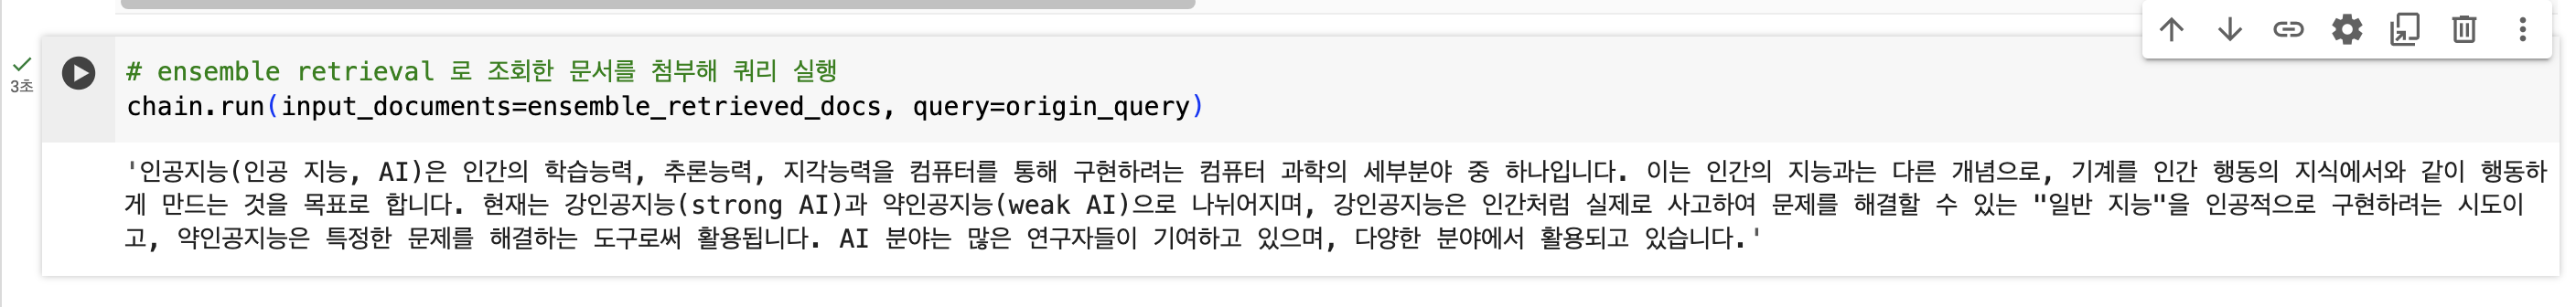 3초
# ensemble retrieval 로 조회한 문서를 첨부해 쿼리 실행
chain.run(input_documents=ensemble_retrieved_docs, query=origin_query)
'인공지능(인공 지능, AI)은 인간의 학습능력, 추론능력, 지각능력을 컴퓨터를 통해 구현하려는 컴퓨터 과학의 세부분야 중 하나입니다. 이는 인간의 지능과는 다른 개념으로, 기계를 인간 행동의 지식에서와 같이 행동하
게 만드는 것을 목표로 합니다. 현재는 강인공지능(strong AI)과 약인공지능(weak AI)으로 나뉘어지며, 강인공지능은 인간처럼 실제로 사고하여 문제를 해결할 수 있는 "일반 지능"을 인공적으로 구현하려는 시도이
고, 약인공지능은 특정한 문제를 해결하는 도구로써 활용됩니다. AI 분야는 많은 연구자들이 기여하고 있으며, 다양한 분야에서 활용되고 있습니다.'